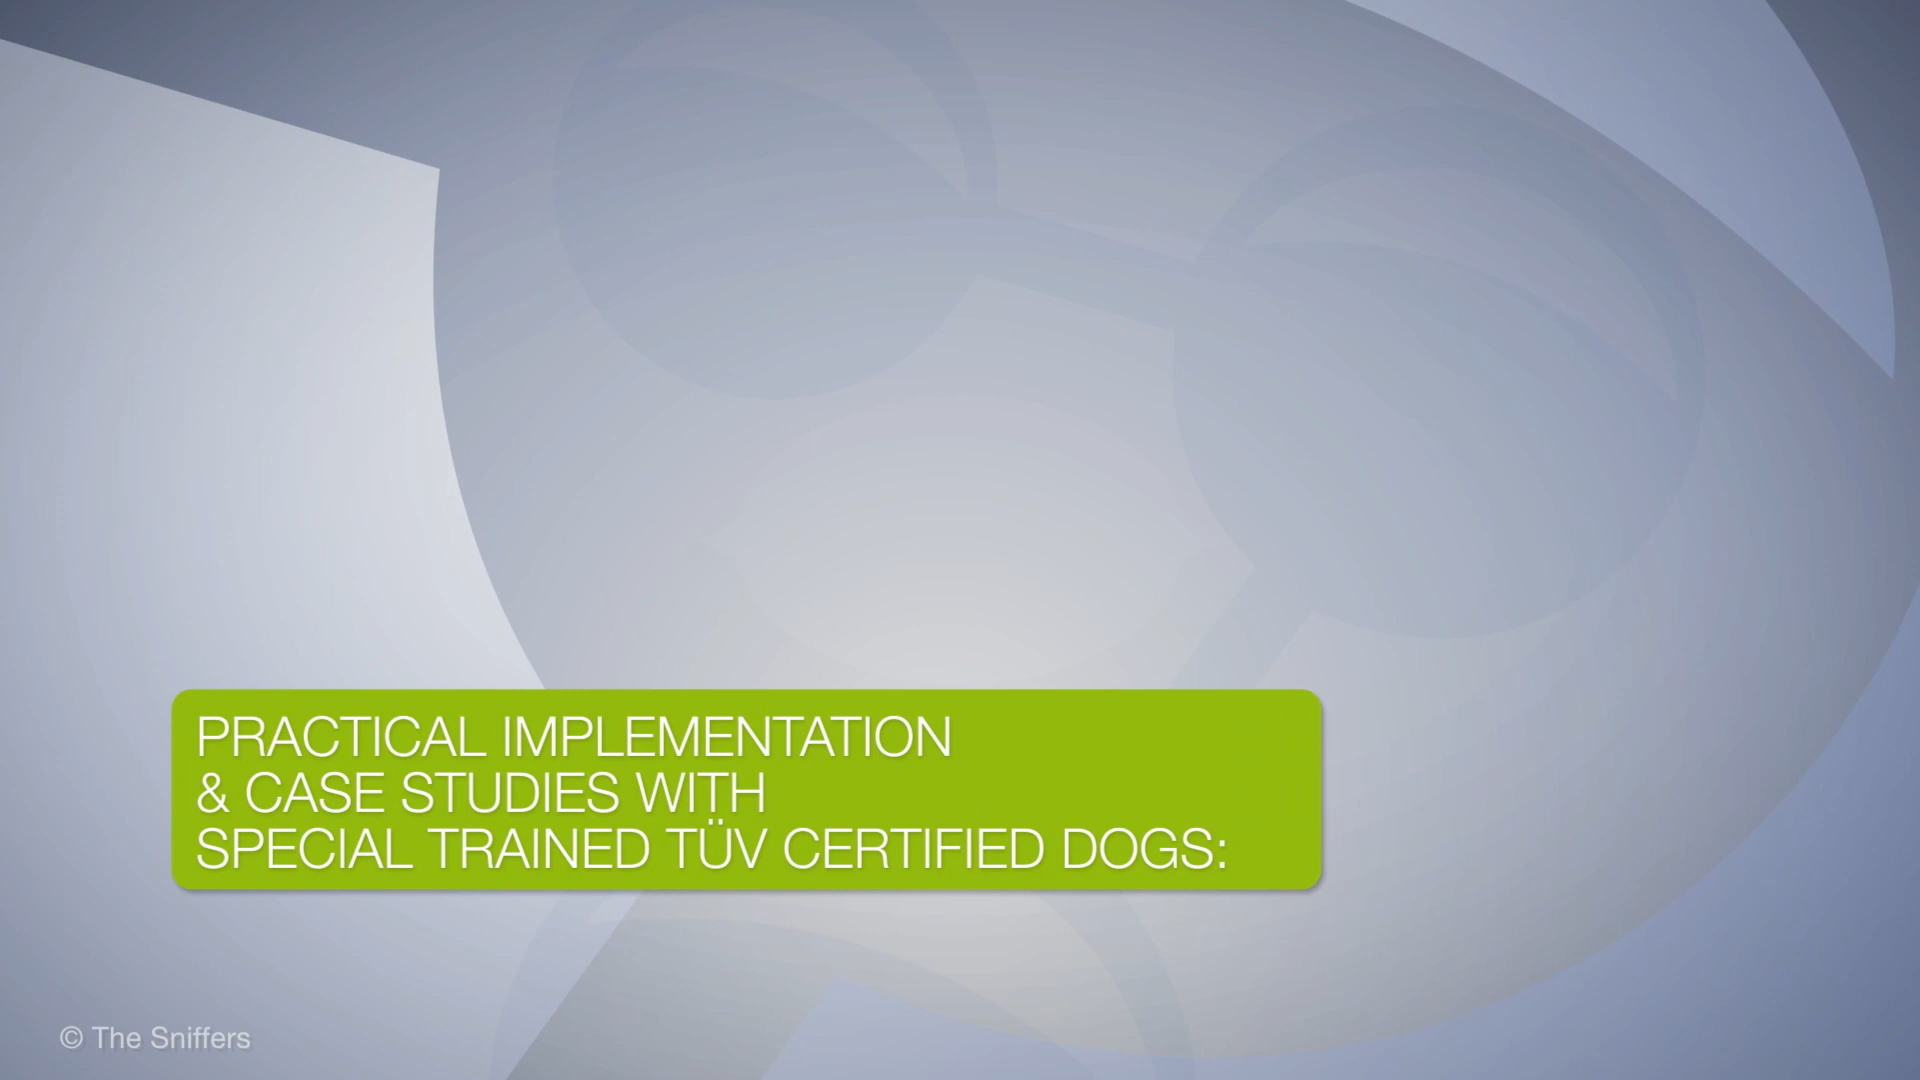 PRACTICAL IMPLEMENTATION
& CASE STUDIES WITH
SPECIAL TRAINED TÜV CERTIFIED DOGS:
© The Sniffers